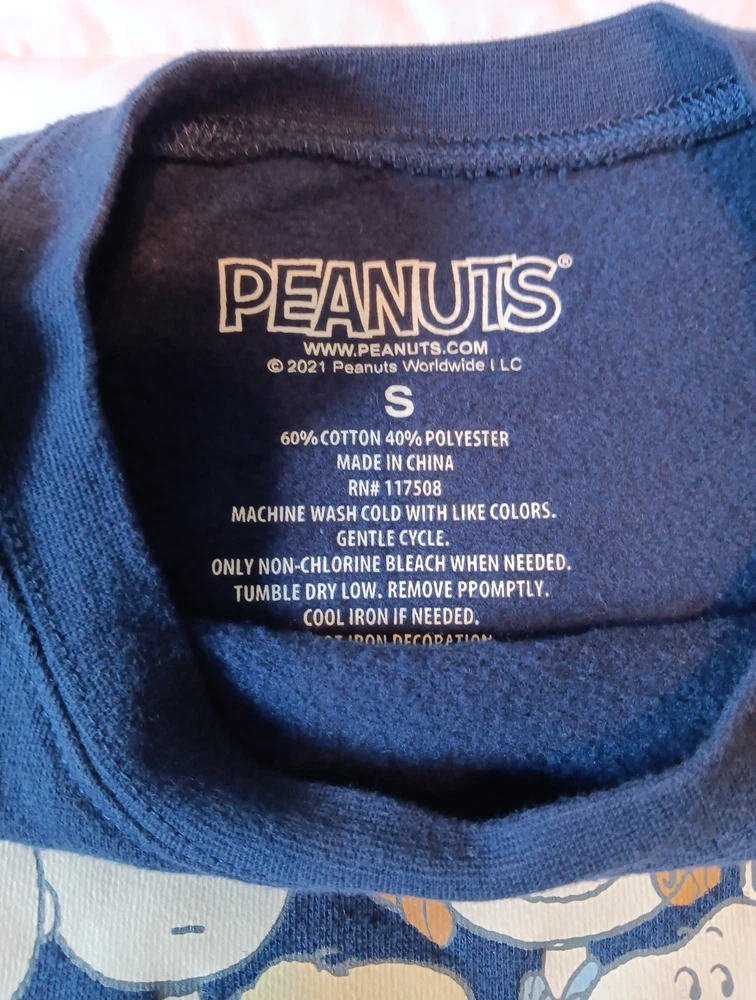 PEANUTS®
WWW.PEANUTS.COM
© 2021 Peanuts Worldwide LLC
S
60% COTTON 40% POLYESTER
MADE IN CHINA
RN# 117508
MACHINE WASH COLD WITH LIKE COLORS.
GENTLE CYCLE.
ONLY NON-CHLORINE BLEACH WHEN NEEDED.
TUMBLE DRY LOW. REMOVE PPOMPTLY.
COOL IRON IF NEEDED.
IRON DECORATION